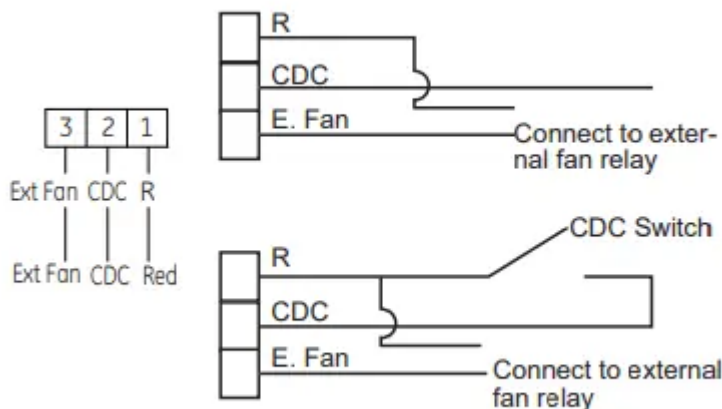 3 2 1
Ext Fan CDC R
Ext Fan CDC Red
R
CDC
E. Fan
Connect to exter-
nal fan relay
CDC Switch
R
CDC
E. Fan
Connect to external
fan relay